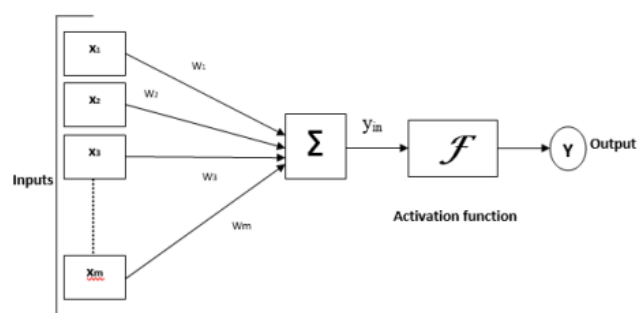 x₁
W₁
x₂
W₂
x₃
Inputs
W₃
Σ
yin
ℱ
Y
Output
Activation function
Wm
Xm